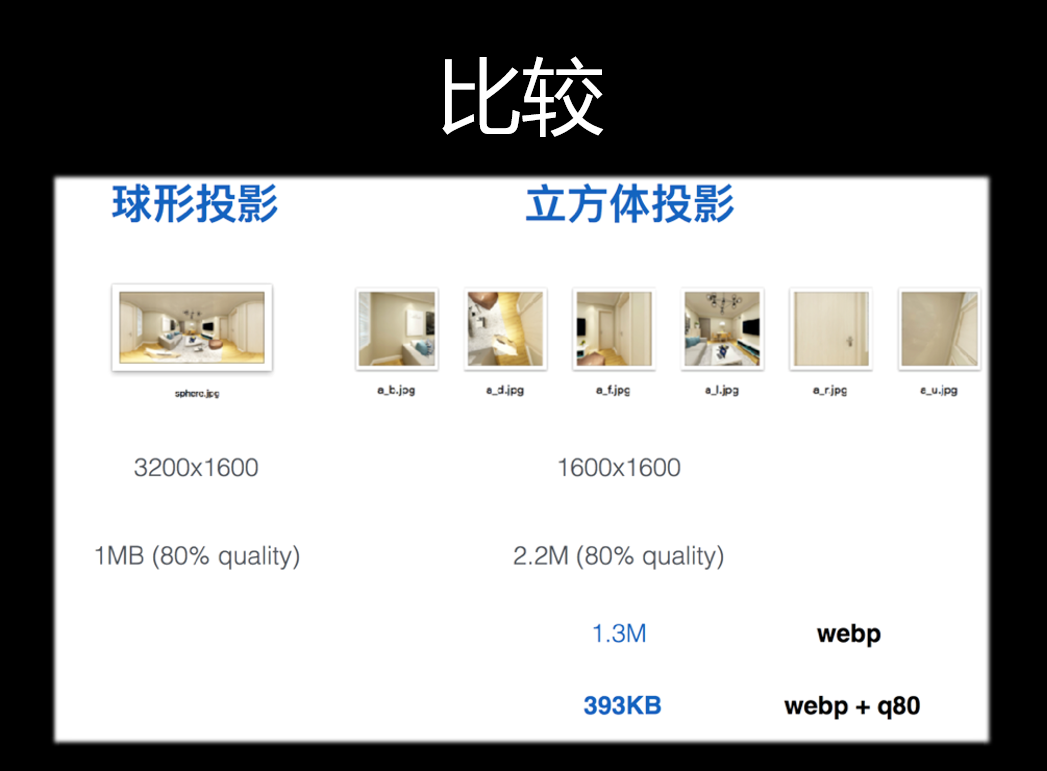 比较
球形投影 立方体投影
sphere.jpg a_b.jpg a_d.jpg a_f.jpg a_l.jpg a_r.jpg a_u.jpg
3200x1600 1600x1600
1MB (80% quality) 2.2M (80% quality)
1.3M webp
393KB webp + q80